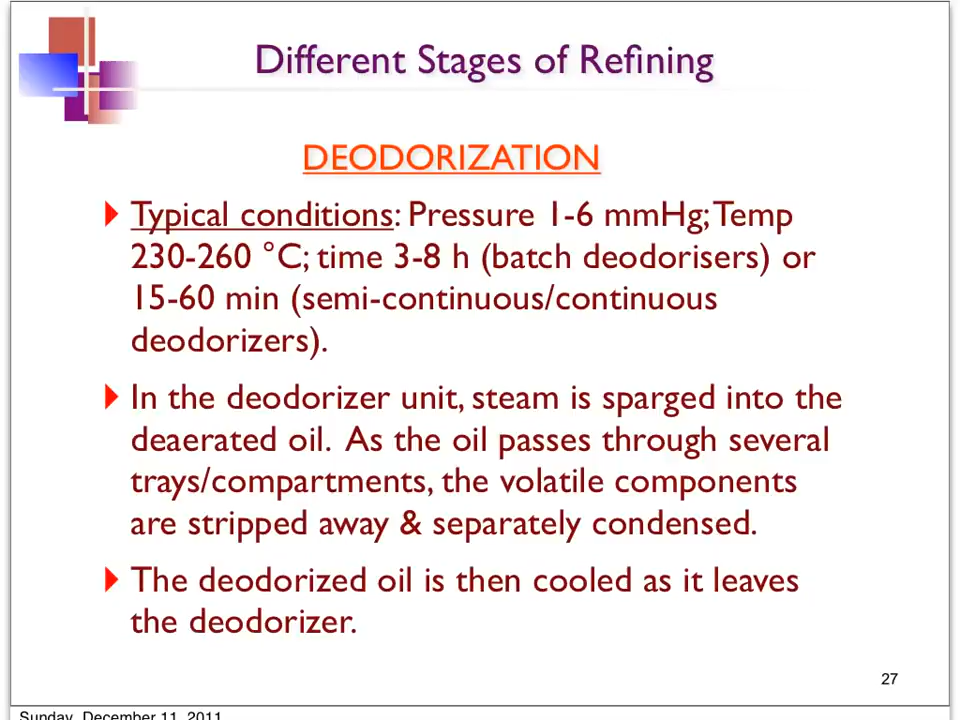 Different Stages of Refining
DEODORIZATION
Typical conditions: Pressure 1-6 mmHg; Temp
230-260 °C; time 3-8 h (batch deodorisers) or
15-60 min (semi-continuous/continuous
deodorizers).
In the deodorizer unit, steam is sparged into the
deaerated oil. As the oil passes through several
trays/compartments, the volatile components
are stripped away & separately condensed.
The deodorized oil is then cooled as it leaves
the deodorizer.
27
Sunday, December 11, 2011